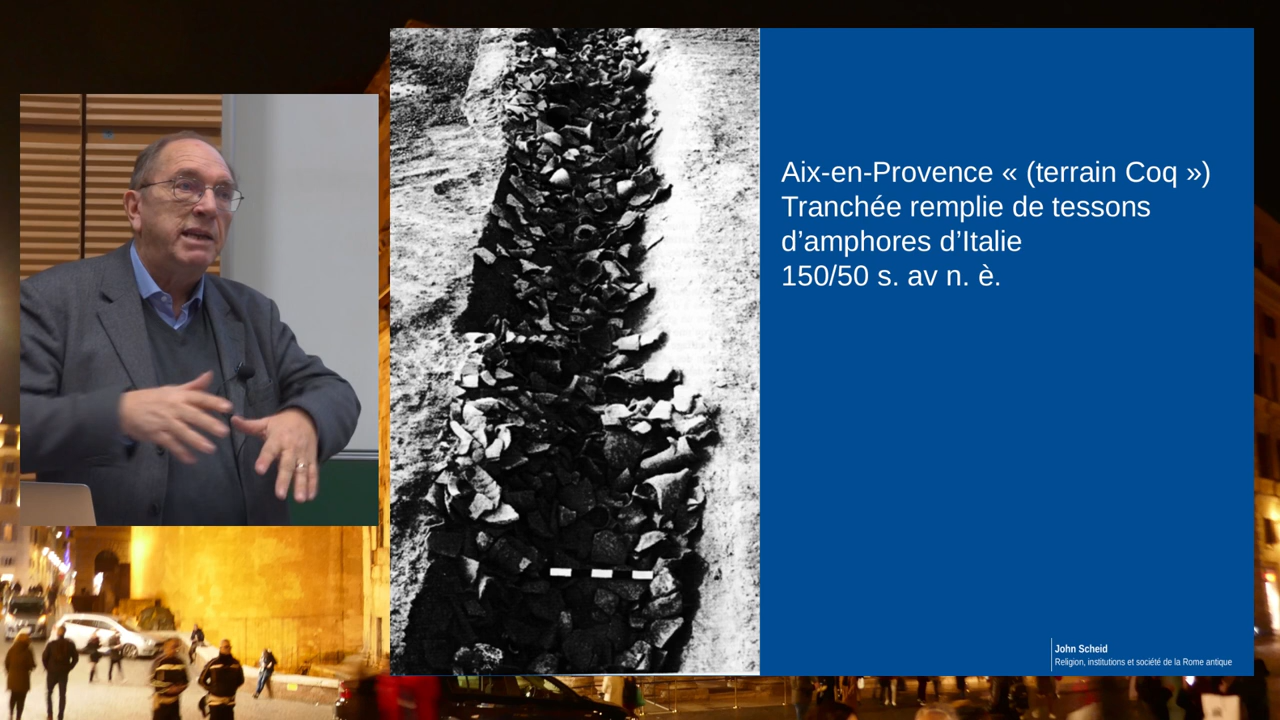 Aix-en-Provence « (terrain Coq »)
Tranchée remplie de tessons
d’amphores d’Italie
150/50 s. av n. è.
John Scheid
Religion, institutions et société de la Rome antique